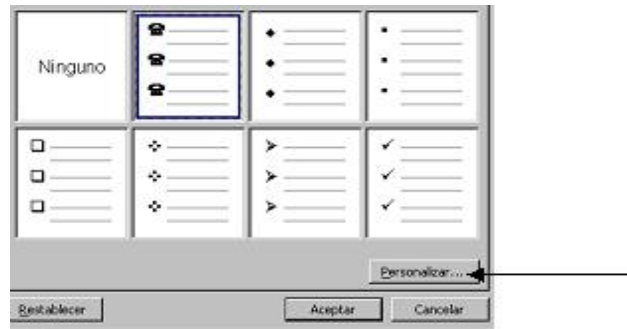 Ninguno
Personalizar...
Restablecer
Aceptar
Cancelar